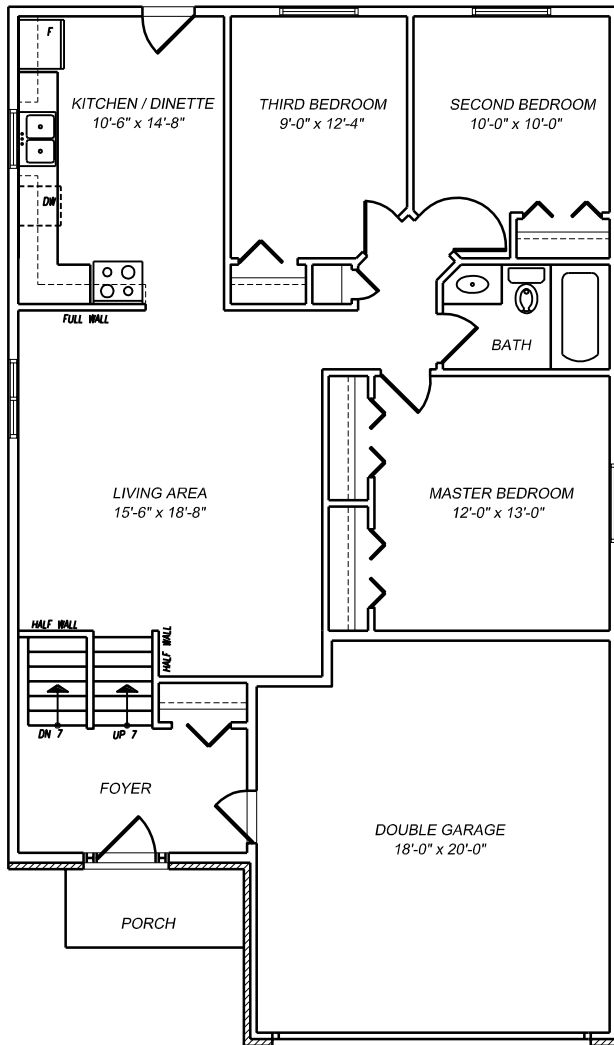 F
KITCHEN / DINETTE
10'-6" x 14'-8"
THIRD BEDROOM
9'-0" x 12'-4"
SECOND BEDROOM
10'-0" x 10'-0"
DW
FULL WALL
BATH
LIVING AREA
15'-6" x 18'-8"
MASTER BEDROOM
12'-0" x 13'-0"
HALF WALL
HALF WALL
DN 7
UP 7
FOYER
DOUBLE GARAGE
18'-0" x 20'-0"
PORCH